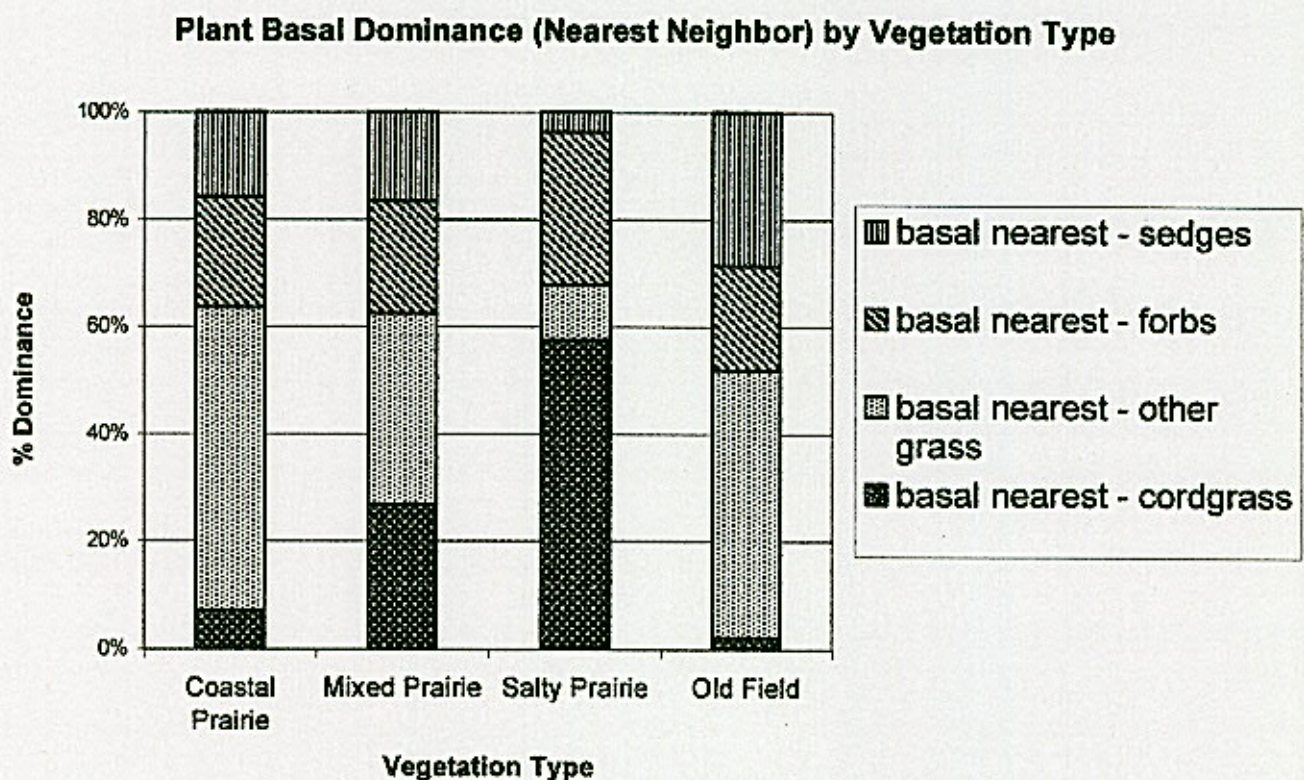 Plant Basal Dominance (Nearest Neighbor) by Vegetation Type
100%
80%
60%
40%
20%
0%
% Dominance
Coastal
Prairie
Mixed Prairie
Salty Prairie
Old Field
Vegetation Type
basal nearest - sedges
basal nearest - forbs
basal nearest - other
grass
basal nearest - cordgrass